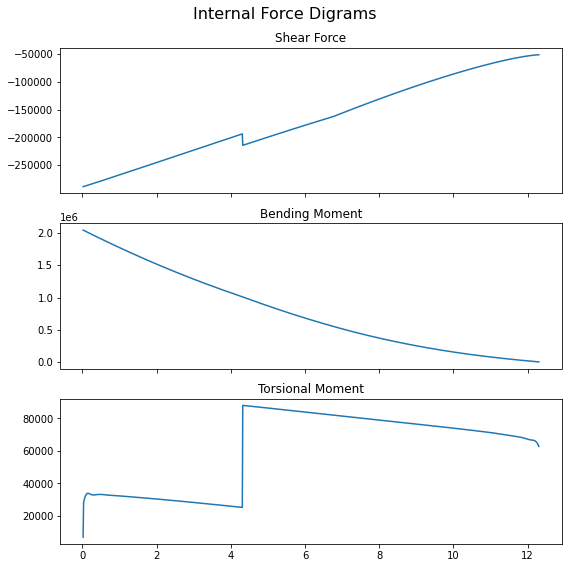 Internal Force Digrams
Shear Force
−50000
−100000
−150000
−200000
−250000
Bending Moment
1e6
2.0
1.5
1.0
0.5
0.0
Torsional Moment
80000
60000
40000
20000
0 2 4 6 8 10 12